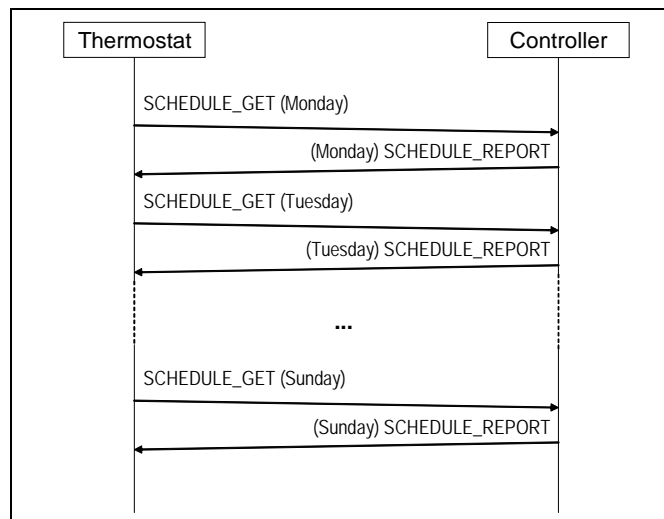 Thermostat
Controller
SCHEDULE_GET (Monday)
(Monday) SCHEDULE_REPORT
SCHEDULE_GET (Tuesday)
(Tuesday) SCHEDULE_REPORT
...
SCHEDULE_GET (Sunday)
(Sunday) SCHEDULE_REPORT